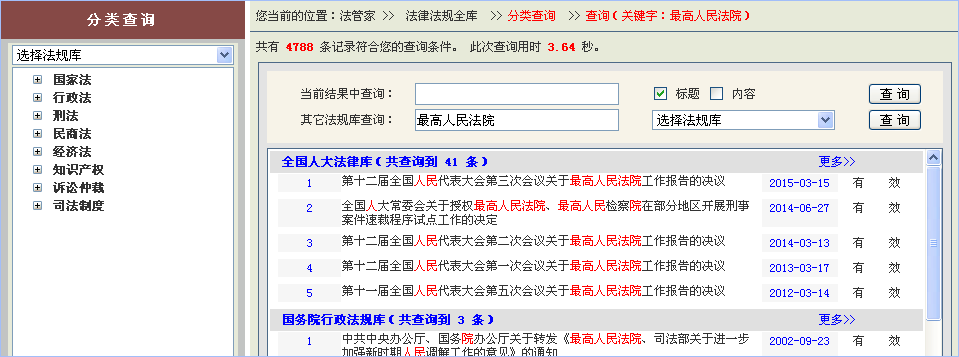 分类查询
选择法规库
国家法
行政法
刑法
民商法
经济法
知识产权
诉讼仲裁
司法制度
您当前的位置：法管家 >> 法律法规全库 >> 分类查询 >> 查询(关键字：最高人民法院)
共有 4788 条记录符合您的查询条件。 此次查询用时 3.64 秒。
当前结果中查询： 标题 内容 查询
其它法规库查询： 最高人民法院 选择法规库 查询
全国人大法律库(共查询到 41 条) 更多>>
1 第十二届全国人民代表大会第三次会议关于最高人民法院工作报告的决议 2015-03-15 有 效
2 全国人大常委会关于授权最高人民法院、最高人民检察院在部分地区开展刑事 2014-06-27 有 效
案件速裁程序试点工作的决定
3 第十二届全国人民代表大会第二次会议关于最高人民法院工作报告的决议 2014-03-13 有 效
4 第十二届全国人民代表大会第一次会议关于最高人民法院工作报告的决议 2013-03-17 有 效
5 第十一届全国人民代表大会第五次会议关于最高人民法院工作报告的决议 2012-03-14 有 效
国务院行政法规库(共查询到 3 条) 更多>>
1 中共中央办公厅、国务院办公厅关于转发《最高人民法院、司法部关于进一步 2002-09-23 有 效
加强新时期人民调解工作的意见》的通知